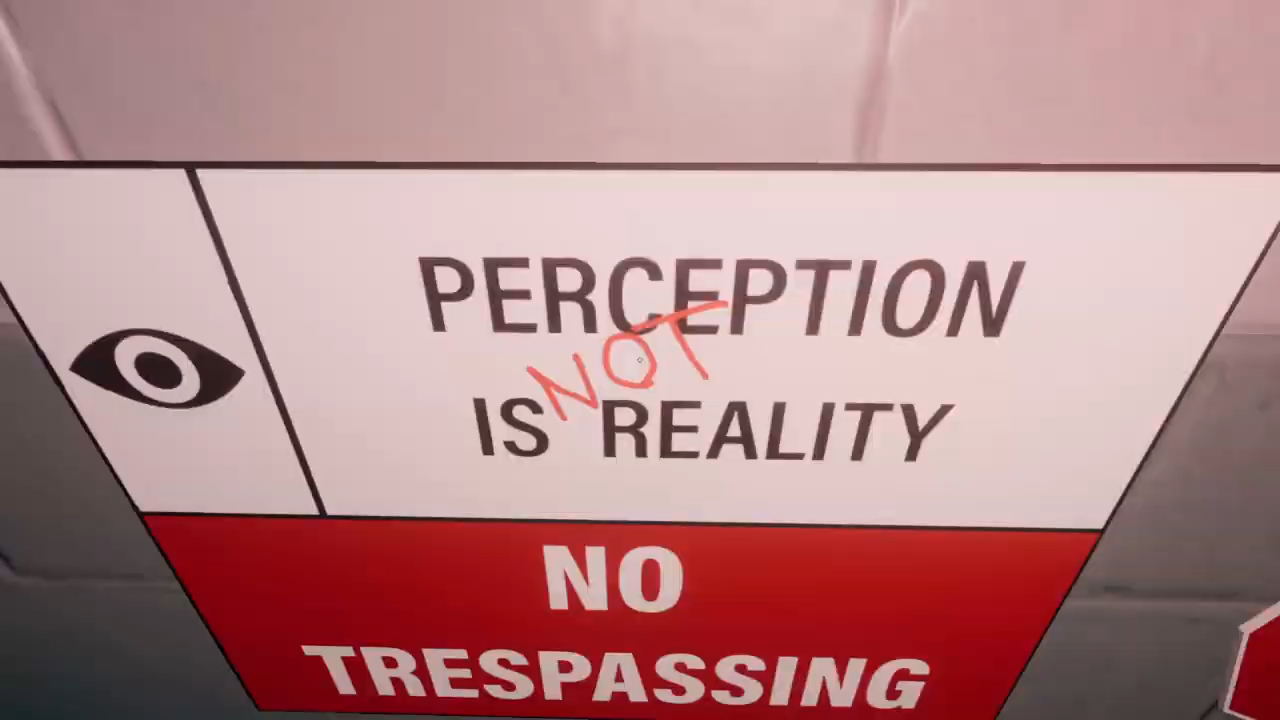 PERCEPTION
NOT
IS REALITY
NO
TRESPASSING